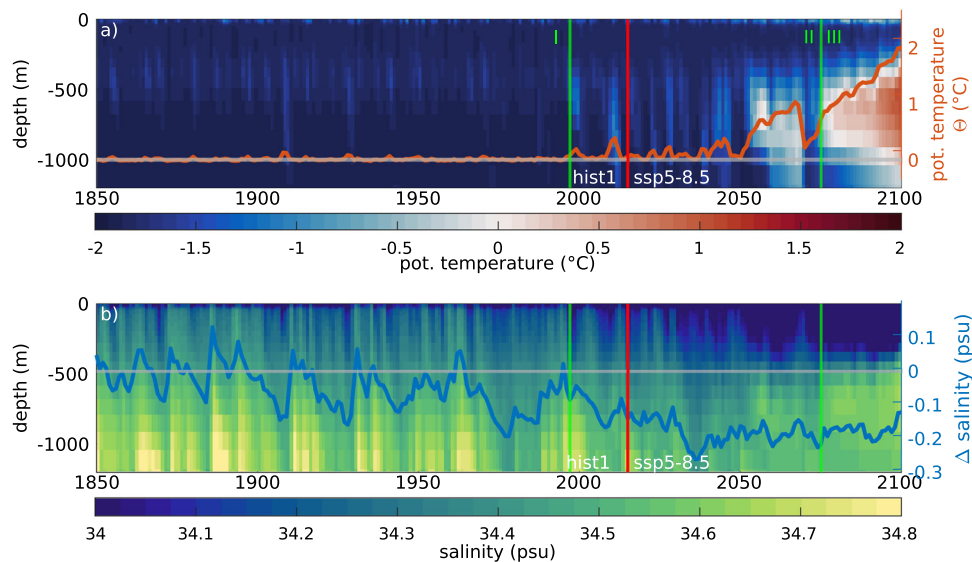 a)
I
II
III
0
-500
-1000
depth (m)
2
1
0
pot. temperature
Θ (°C)
hist1
ssp5-8.5
1850
1900
1950
2000
2050
2100
-2
-1.5
-1
-0.5
0
0.5
1
1.5
2
pot. temperature (°C)
b)
0
-500
-1000
depth (m)
0.1
0
-0.1
-0.2
-0.3
Δ salinity (psu)
hist1
ssp5-8.5
1850
1900
1950
2000
2050
2100
34
34.1
34.2
34.3
34.4
34.5
34.6
34.7
34.8
salinity (psu)